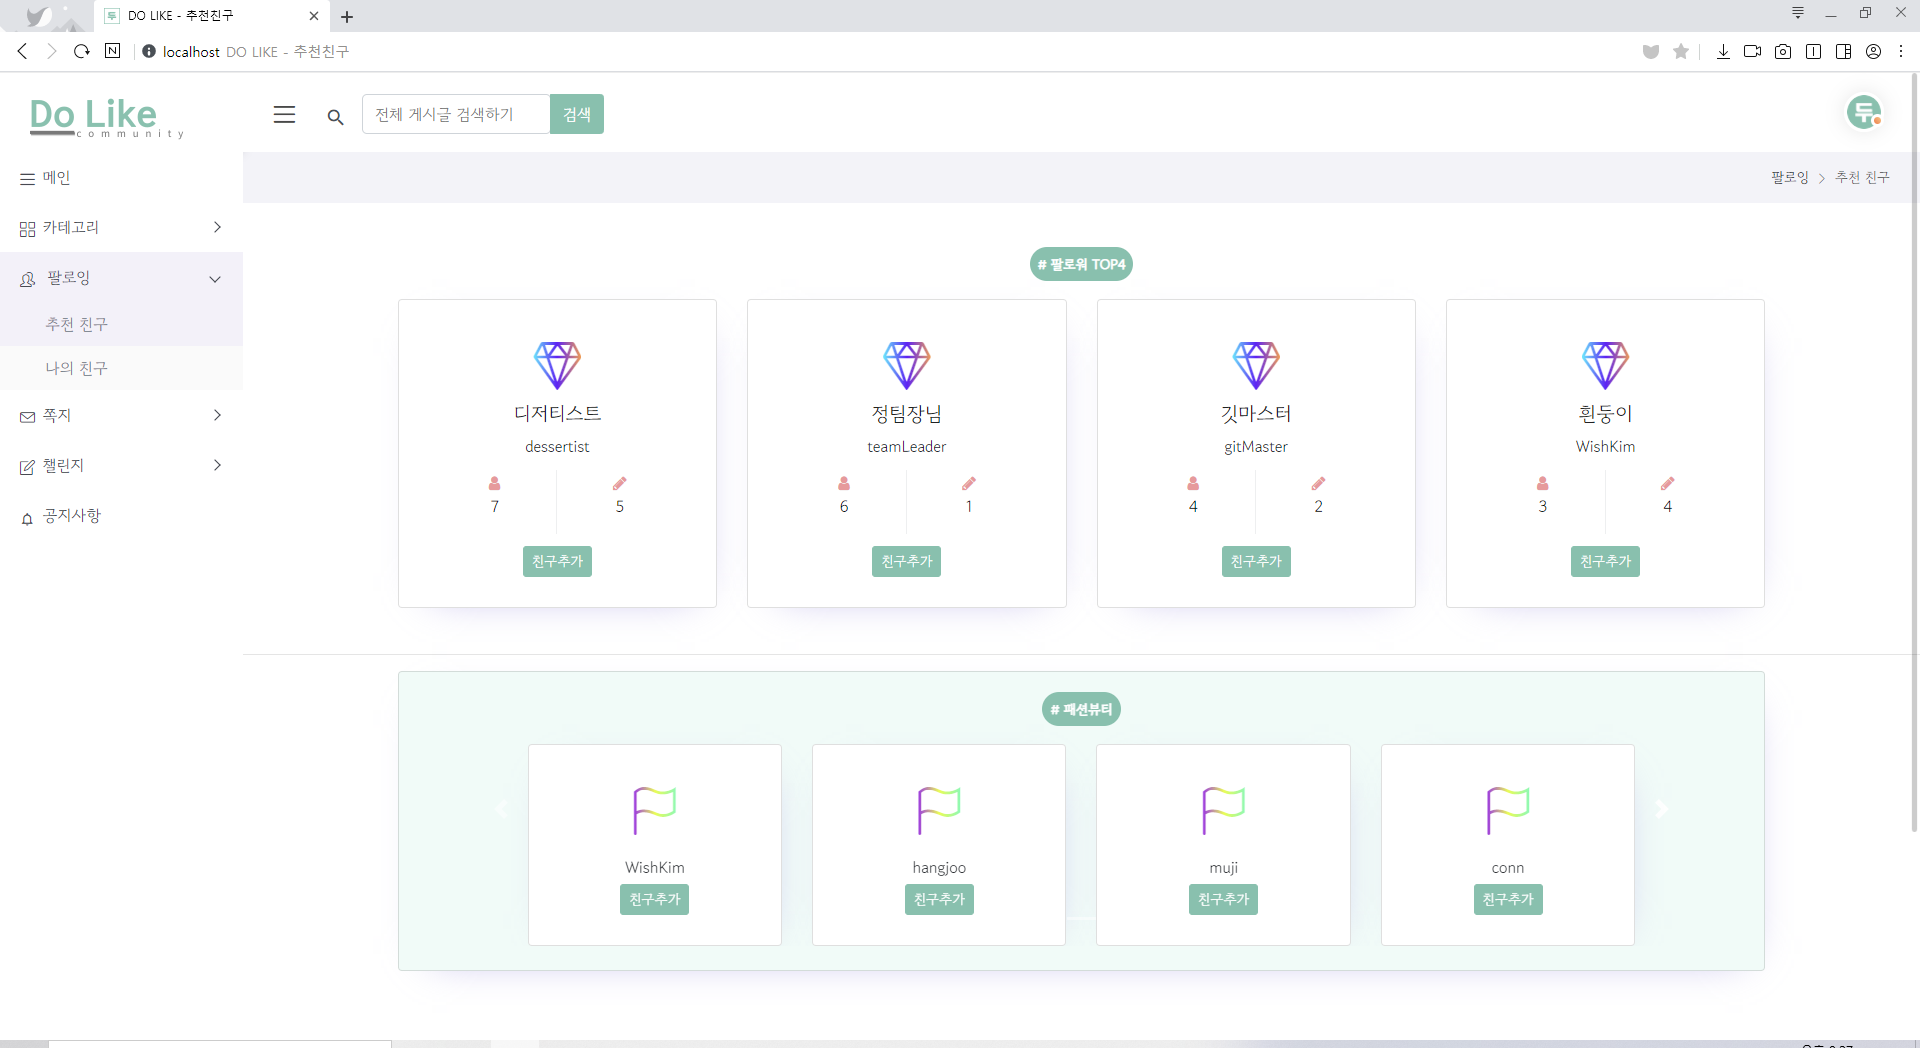 DO LIKE - 추천친구
localhost DO LIKE - 추천친구
Do Like
community
전체 게시글 검색하기
검색
두
메인
카테고리
팔로잉
추천 친구
나의 친구
쪽지
챌린지
공지사항
팔로잉 > 추천 친구
# 팔로워 TOP4
디저티스트
dessertist
7 5
친구추가
정팀장님
teamLeader
6 1
친구추가
깃마스터
gitMaster
4 2
친구추가
흰둥이
WishKim
3 4
친구추가
# 패션뷰티
WishKim
친구추가
hangjoo
친구추가
muji
친구추가
conn
친구추가